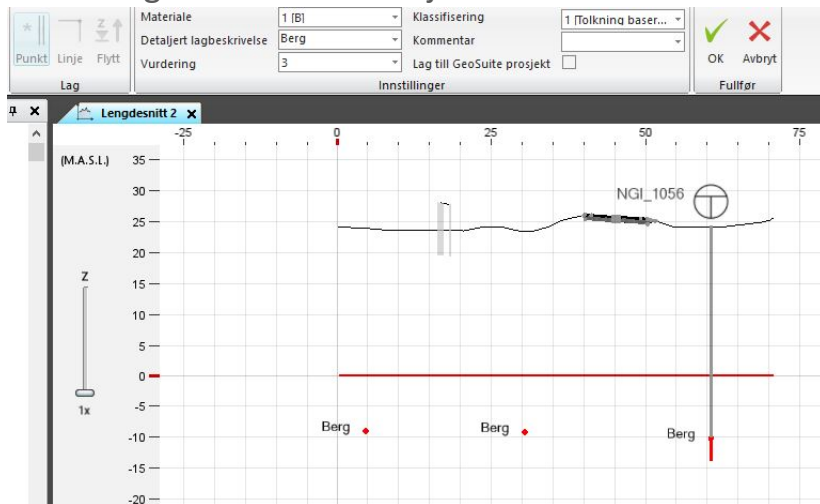 Materiale 1 [B] Klassifisering 1 [Tolkning baser...
Detaljert lagbeskrivelse Berg Kommentar
Vurdering 3 Lag till GeoSuite prosjekt
Punkt Linje Flytt OK Avbryt
Lag Innstillinger Fullfør
Lengdesnitt 2 x
-25 0 25 50 75
(M.A.S.L.) 35
30
NGI_1056
25
20
Z 15
10
5
0
1x -5
Berg Berg Berg
-10
-15
-20